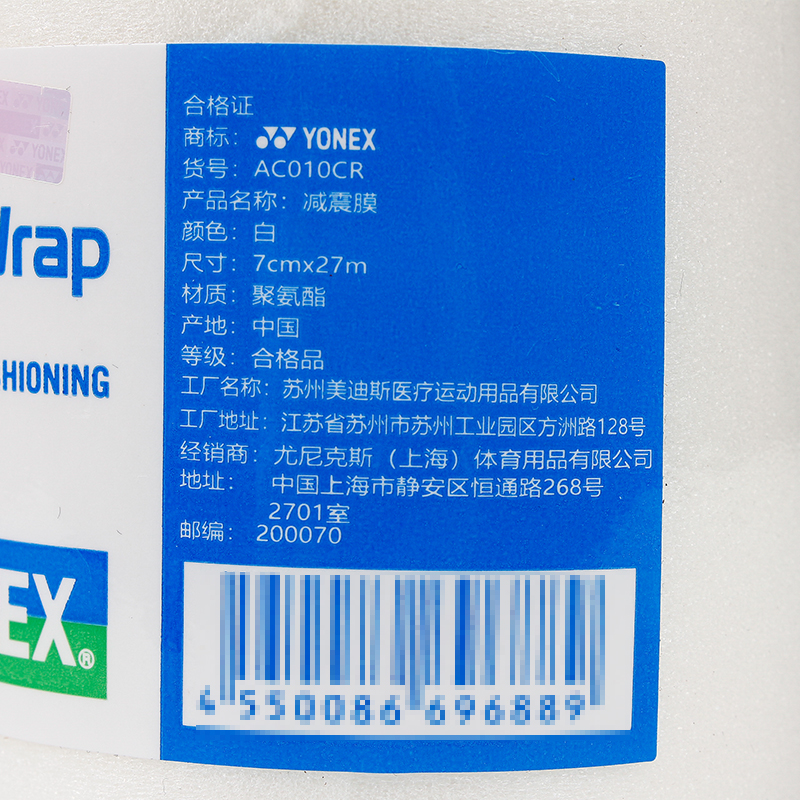 YONEX
Wrap
SHIONING
EX®
合格证
商标： YONEX
货号：AC010CR
产品名称：减震膜
颜色：白
尺寸：7cmx27m
材质：聚氨酯
产地：中国
等级：合格品
工厂名称：苏州美迪斯医疗运动用品有限公司
工厂地址：江苏省苏州市苏州工业园区方洲路128号
经销商：尤尼克斯（上海）体育用品有限公司
地址：中国上海市静安区恒通路268号
2701室
邮编：200070
4 550086 696889